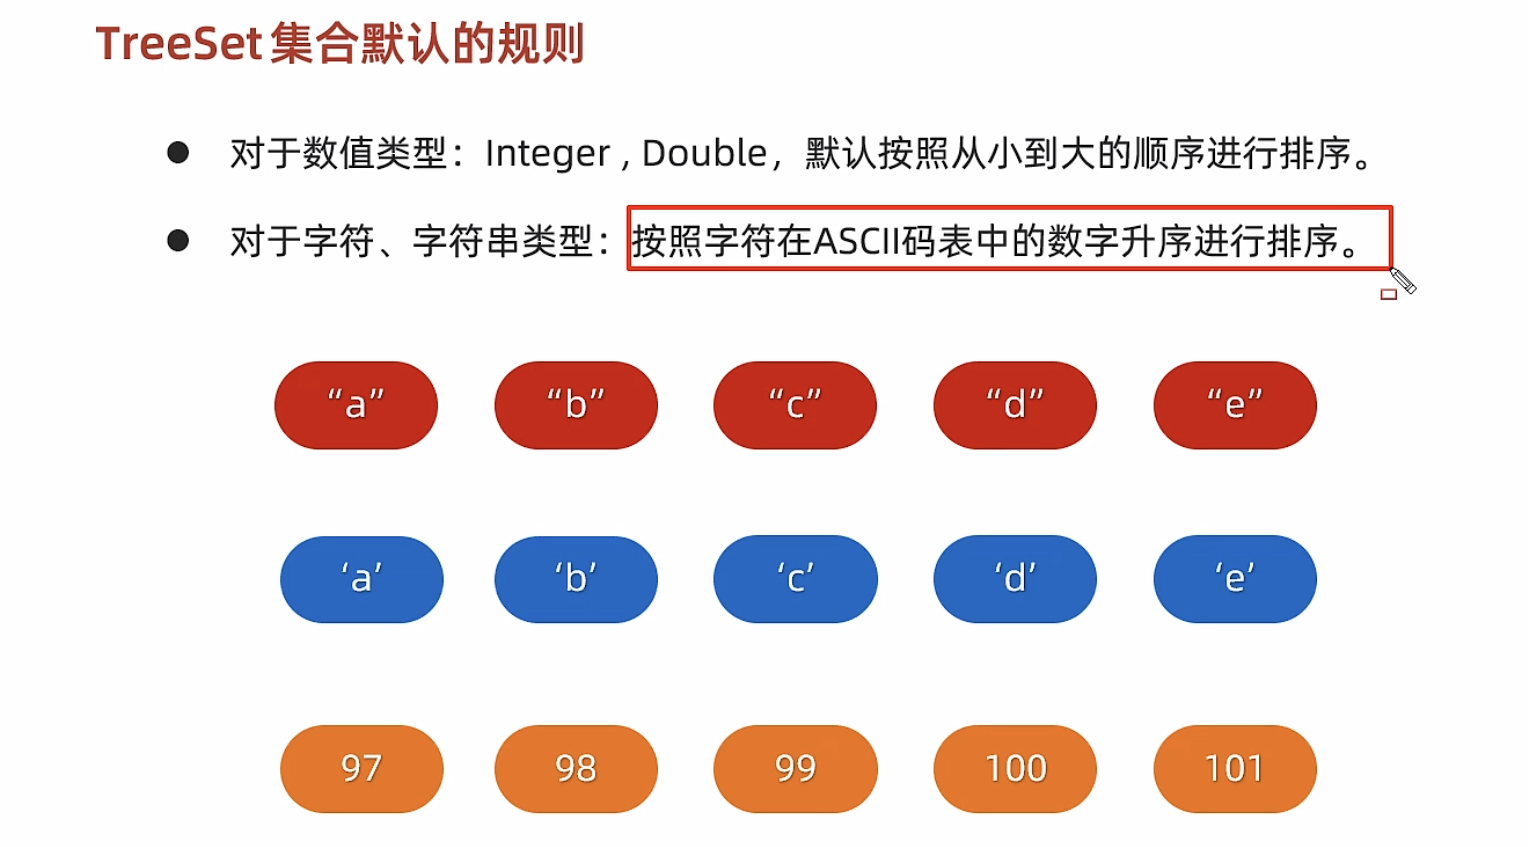 TreeSet集合默认的规则
● 对于数值类型：Integer , Double，默认按照从小到大的顺序进行排序。
● 对于字符、字符串类型：按照字符在ASCII码表中的数字升序进行排序。
“a” “b” “c” “d” “e”
‘a’ ‘b’ ‘c’ ‘d’ ‘e’
97 98 99 100 101